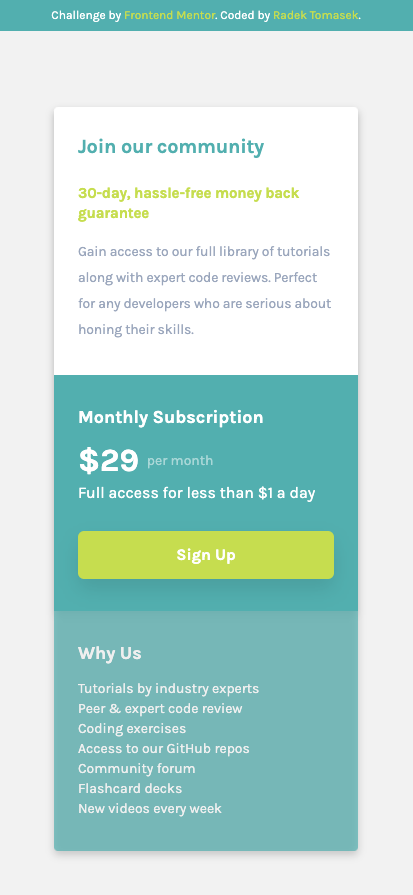 Challenge by Frontend Mentor. Coded by Radek Tomasek.
Join our community
30-day, hassle-free money back
guarantee
Gain access to our full library of tutorials
along with expert code reviews. Perfect
for any developers who are serious about
honing their skills.
Monthly Subscription
$29 per month
Full access for less than $1 a day
Sign Up
Why Us
Tutorials by industry experts
Peer & expert code review
Coding exercises
Access to our GitHub repos
Community forum
Flashcard decks
New videos every week